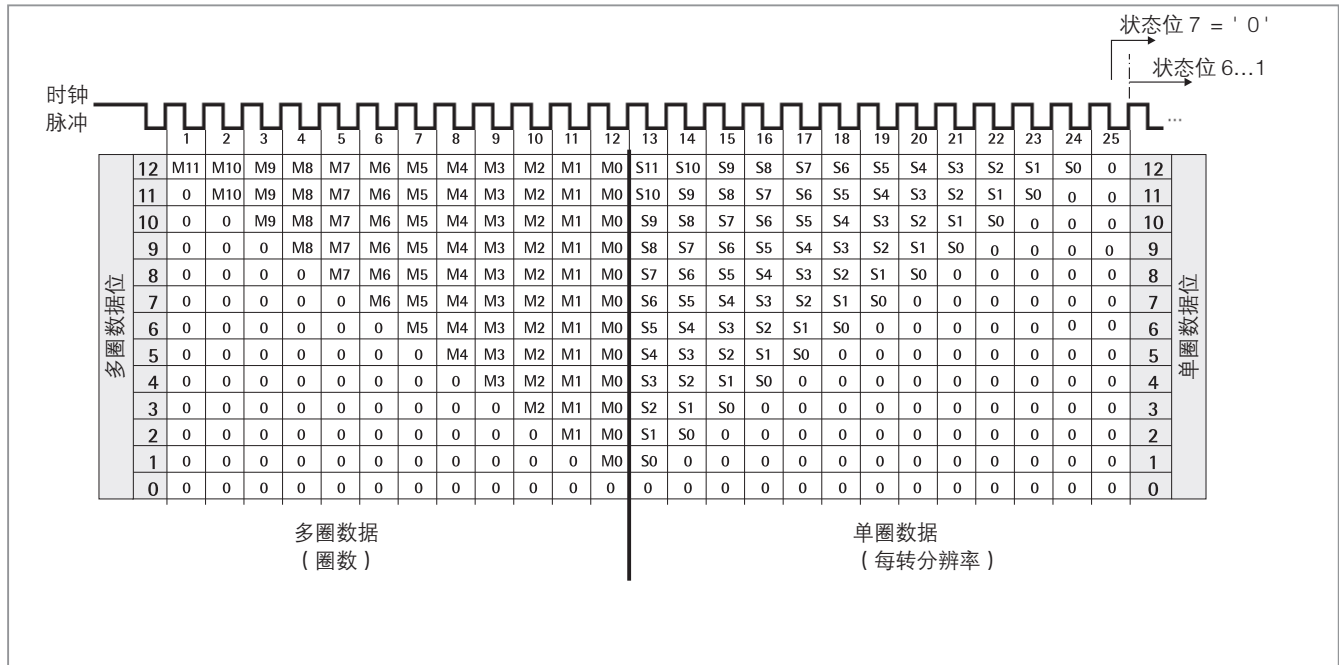 状态位 7 = ' 0 '
状态位 6…1
时钟
脉冲
...
1 2 3 4 5 6 7 8 9 10 11 12 13 14 15 16 17 18 19 20 21 22 23 24 25
多圈数据位
12 M11 M10 M9 M8 M7 M6 M5 M4 M3 M2 M1 M0 S11 S10 S9 S8 S7 S6 S5 S4 S3 S2 S1 S0 0 12
11 0 M10 M9 M8 M7 M6 M5 M4 M3 M2 M1 M0 S10 S9 S8 S7 S6 S5 S4 S3 S2 S1 S0 0 0 11
10 0 0 M9 M8 M7 M6 M5 M4 M3 M2 M1 M0 S9 S8 S7 S6 S5 S4 S3 S2 S1 S0 0 0 0 10
9 0 0 0 M8 M7 M6 M5 M4 M3 M2 M1 M0 S8 S7 S6 S5 S4 S3 S2 S1 S0 0 0 0 0 9
8 0 0 0 0 M7 M6 M5 M4 M3 M2 M1 M0 S7 S6 S5 S4 S3 S2 S1 S0 0 0 0 0 0 8
7 0 0 0 0 0 M6 M5 M4 M3 M2 M1 M0 S6 S5 S4 S3 S2 S1 S0 0 0 0 0 0 0 7
6 0 0 0 0 0 0 M5 M4 M3 M2 M1 M0 S5 S4 S3 S2 S1 S0 0 0 0 0 0 0 0 6
5 0 0 0 0 0 0 0 M4 M3 M2 M1 M0 S4 S3 S2 S1 S0 0 0 0 0 0 0 0 0 5
4 0 0 0 0 0 0 0 0 M3 M2 M1 M0 S3 S2 S1 S0 0 0 0 0 0 0 0 0 0 4
3 0 0 0 0 0 0 0 0 0 M2 M1 M0 S2 S1 S0 0 0 0 0 0 0 0 0 0 0 3
2 0 0 0 0 0 0 0 0 0 0 M1 M0 S1 S0 0 0 0 0 0 0 0 0 0 0 0 2
1 0 0 0 0 0 0 0 0 0 0 0 M0 S0 0 0 0 0 0 0 0 0 0 0 0 0 1
0 0 0 0 0 0 0 0 0 0 0 0 0 0 0 0 0 0 0 0 0 0 0 0 0 0 0
单圈数据位
多圈数据
（圈数）
单圈数据
（每转分辨率）